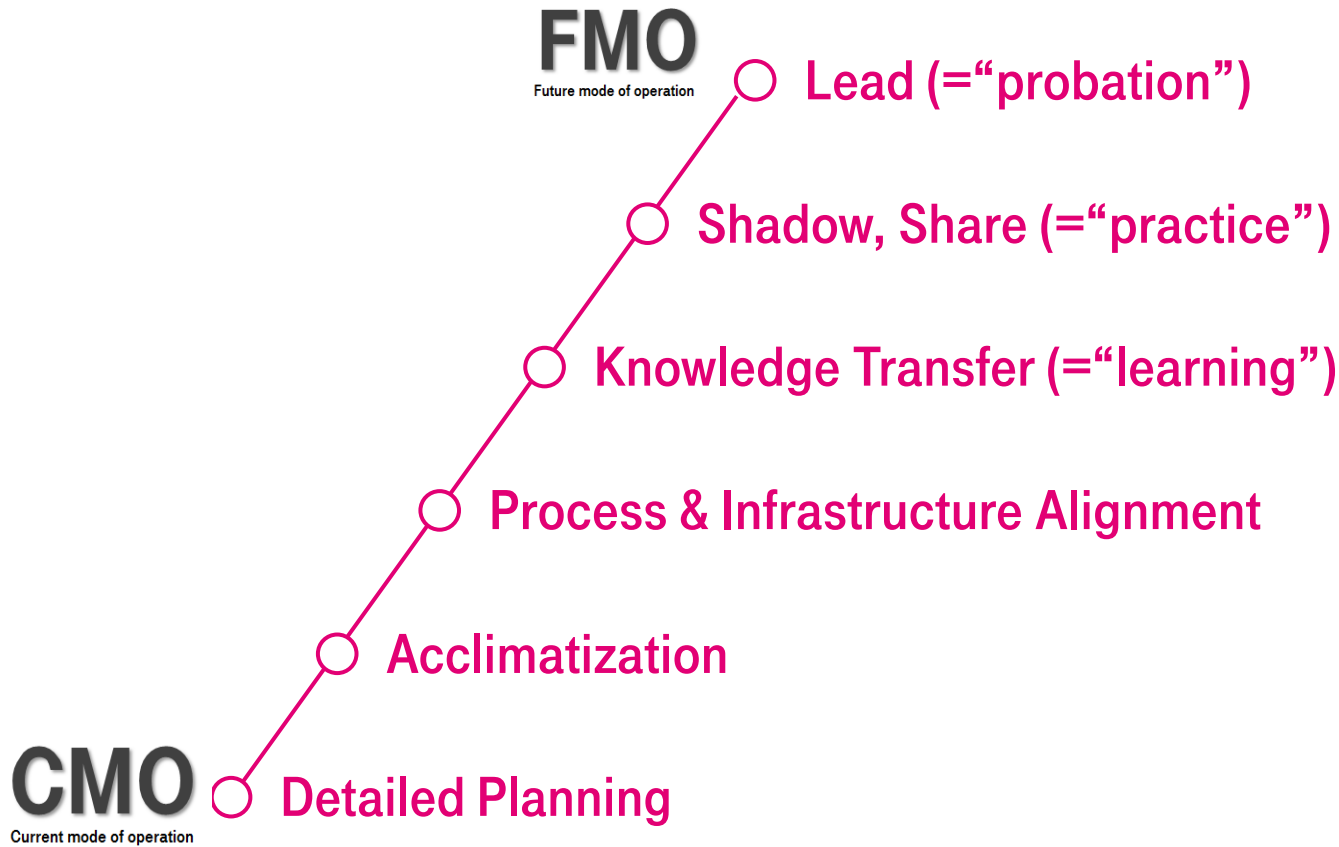 FMO
Future mode of operation
Lead (=“probation”)
Shadow, Share (=“practice”)
Knowledge Transfer (=“learning”)
Process & Infrastructure Alignment
Acclimatization
CMO
Current mode of operation
Detailed Planning